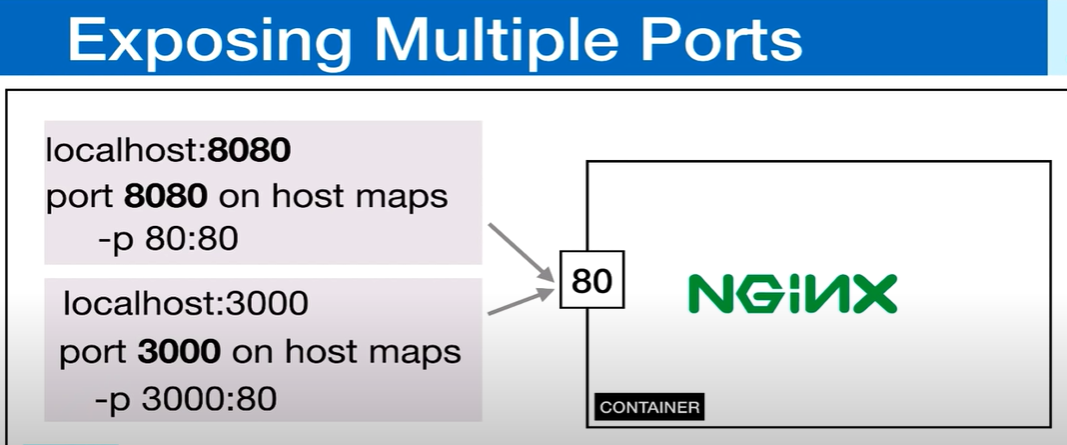 Exposing Multiple Ports
localhost:8080
port 8080 on host maps
-p 80:80
localhost:3000
port 3000 on host maps
-p 3000:80
80
NGiNX
CONTAINER